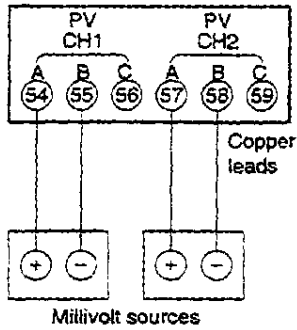 PV PV
CH1 CH2
A B C A B C
54 55 56 57 58 59
Copper
leads
+ - + -
Millivolt sources